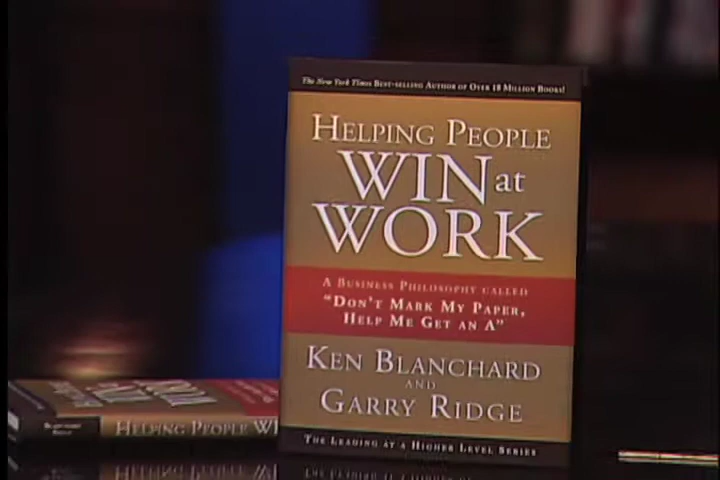 The New York Times BEST-SELLING AUTHOR OF OVER 18 MILLION BOOKS!
HELPING PEOPLE
WIN at
WORK
A BUSINESS PHILOSOPHY CALLED
"DON'T MARK MY PAPER,
HELP ME GET AN A"
KEN BLANCHARD
AND
GARRY RIDGE
THE LEADING AT A HIGHER LEVEL SERIES
HELPING PEOPLE WI